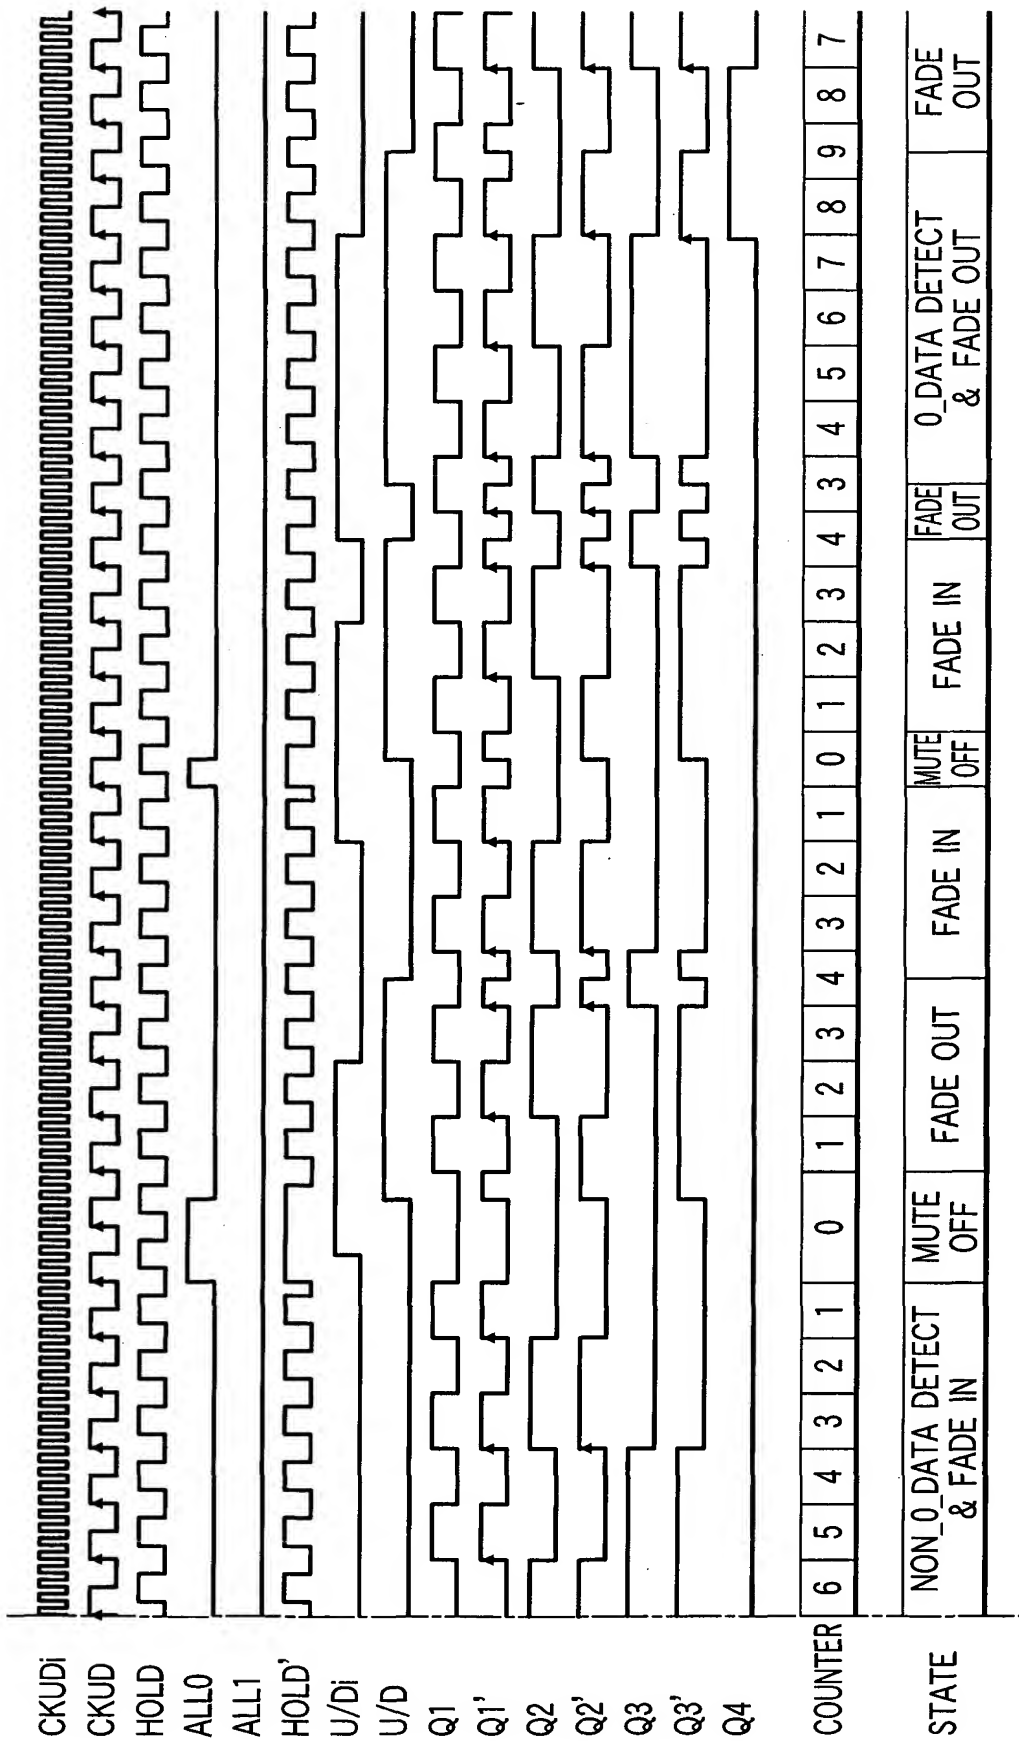 CKUDi
CKUD
HOLD
ALL0
ALL1
HOLD'
U/Di
U/D
Q1
Q1'
Q2
Q2'
Q3
Q3'
Q4
COUNTER 6 5 4 3 2 1 0 1 2 3 4 3 2 1 0 1 2 3 4 3 4 5 6 7 8 9 8 7
STATE
NON_0_DATA DETECT
& FADE IN
MUTE
OFF
FADE OUT
FADE IN
MUTE
OFF
FADE IN
FADE
OUT
0_DATA DETECT
& FADE OUT
FADE
OUT